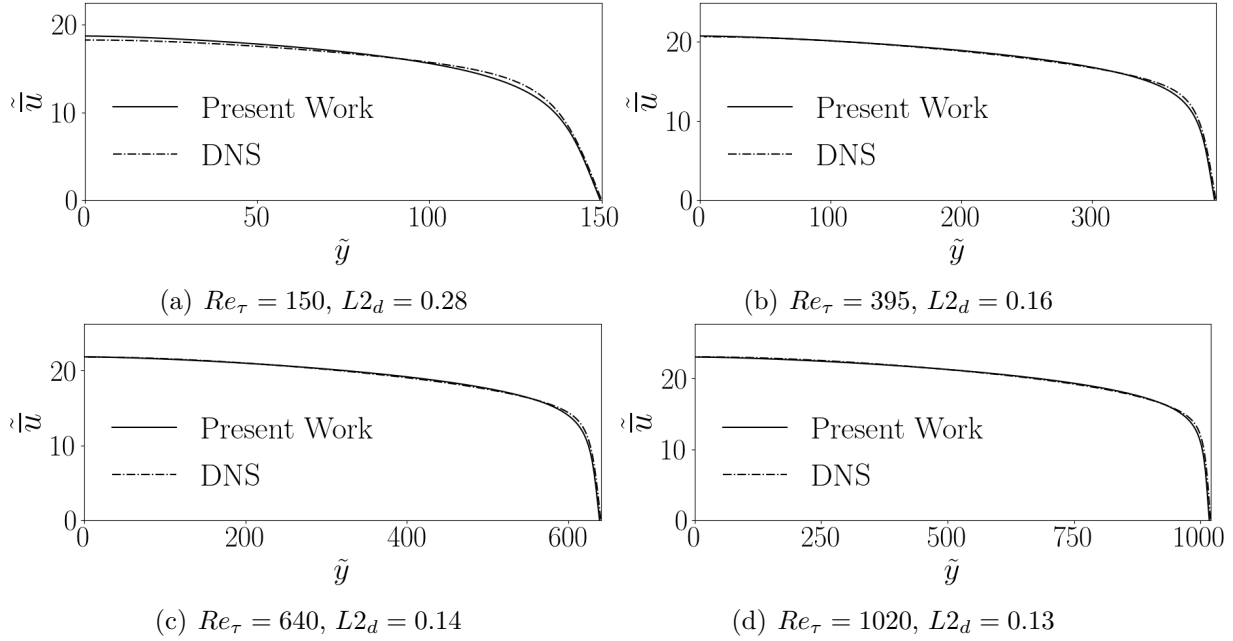 20
10
0
ũ̅
Present Work
DNS
0 50 100 150
ỹ
(a) Re_τ = 150, L2_d = 0.28
20
10
0
ũ̅
Present Work
DNS
0 100 200 300
ỹ
(b) Re_τ = 395, L2_d = 0.16
20
10
0
ũ̅
Present Work
DNS
0 200 400 600
ỹ
(c) Re_τ = 640, L2_d = 0.14
20
10
0
ũ̅
Present Work
DNS
0 250 500 750 1000
ỹ
(d) Re_τ = 1020, L2_d = 0.13